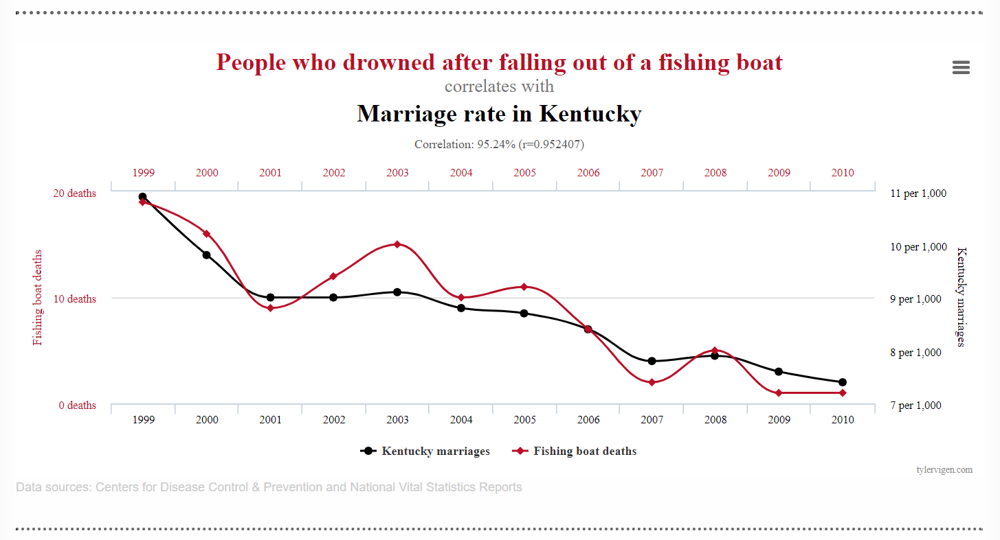 People who drowned after falling out of a fishing boat
correlates with
Marriage rate in Kentucky
Correlation: 95.24% (r=0.952407)
1999 2000 2001 2002 2003 2004 2005 2006 2007 2008 2009 2010
20 deaths
10 deaths
0 deaths
Fishing boat deaths
11 per 1,000
10 per 1,000
9 per 1,000
8 per 1,000
7 per 1,000
Kentucky marriages
1999 2000 2001 2002 2003 2004 2005 2006 2007 2008 2009 2010
Kentucky marriages Fishing boat deaths
tylervigen.com
Data sources: Centers for Disease Control & Prevention and National Vital Statistics Reports